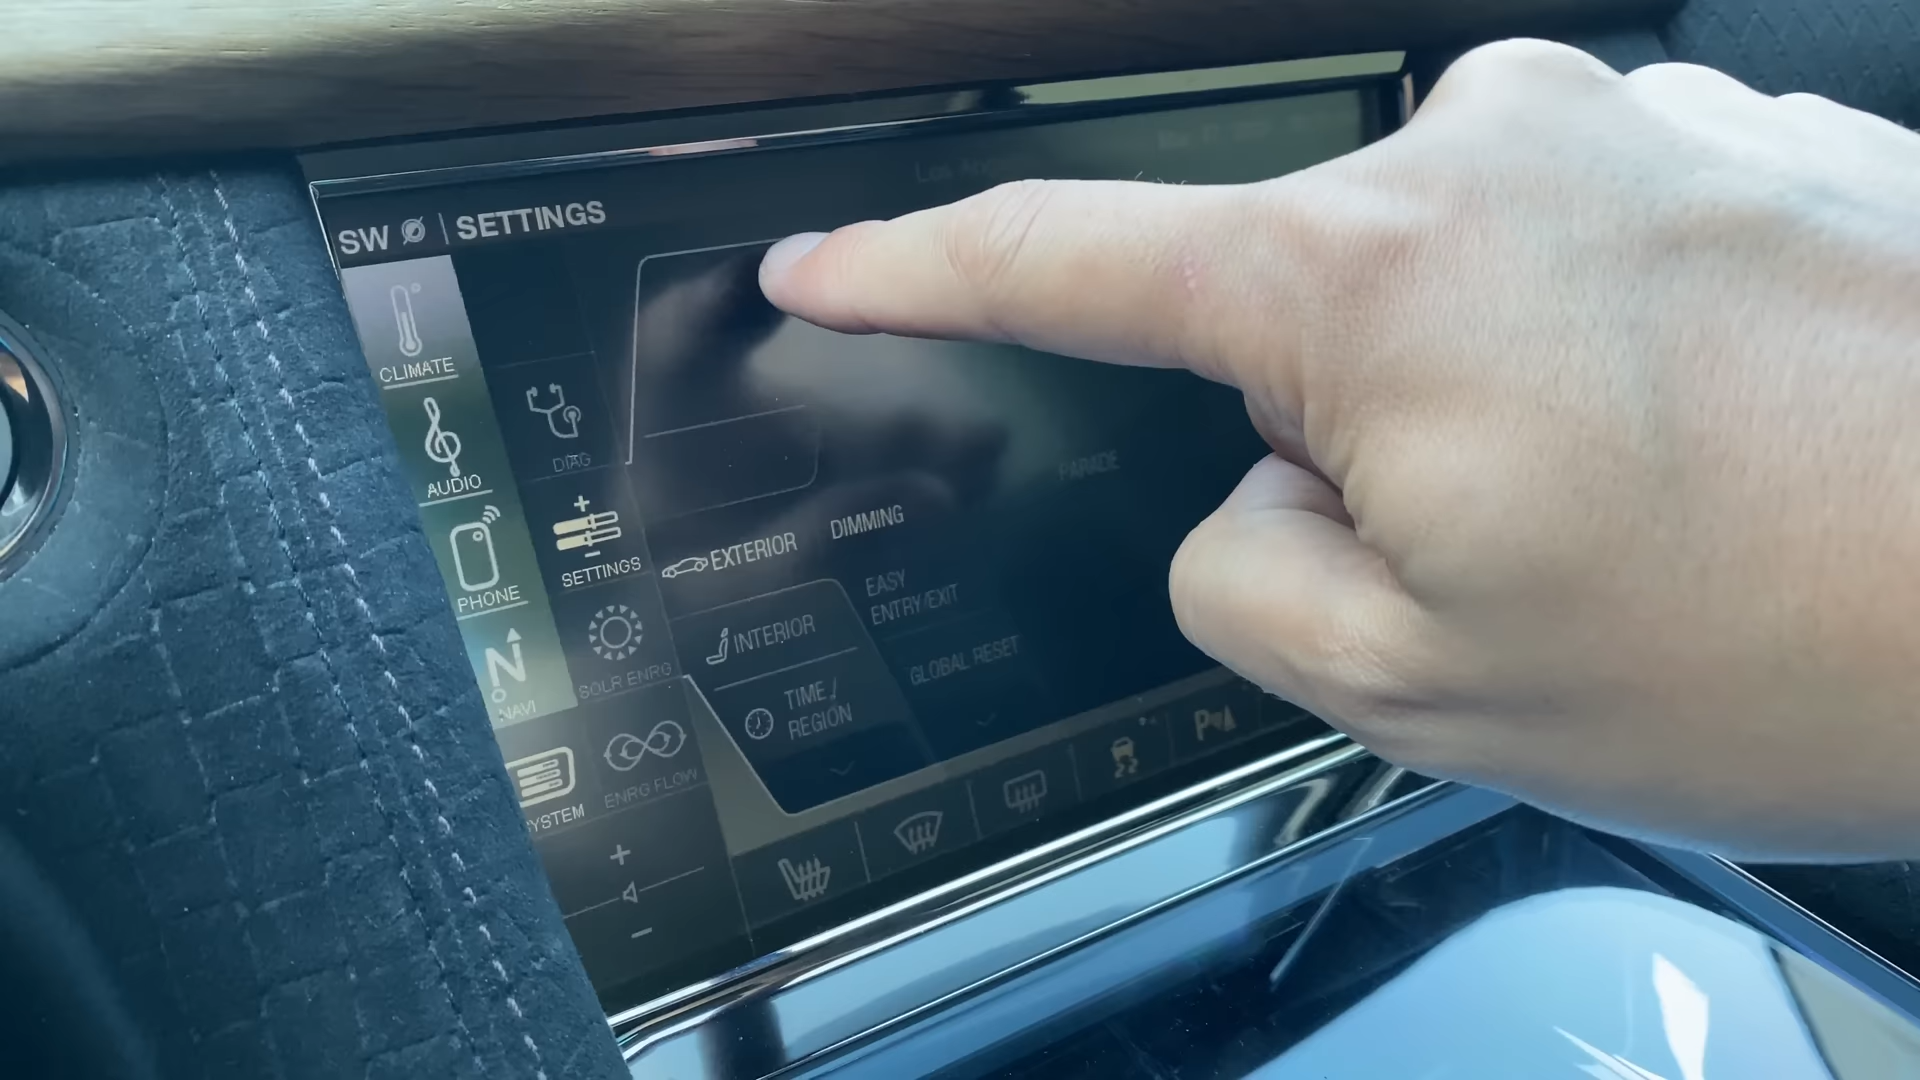 SW | SETTINGS
CLIMATE
AUDIO
PHONE
NAVI
YSTEM
DIAG
SETTINGS
SOLR ENRG
ENRG FLOW
EXTERIOR
INTERIOR
TIME /
REGION
DIMMING
EASY
ENTRY/EXIT
GLOBAL RESET
PARADE
+
-
P